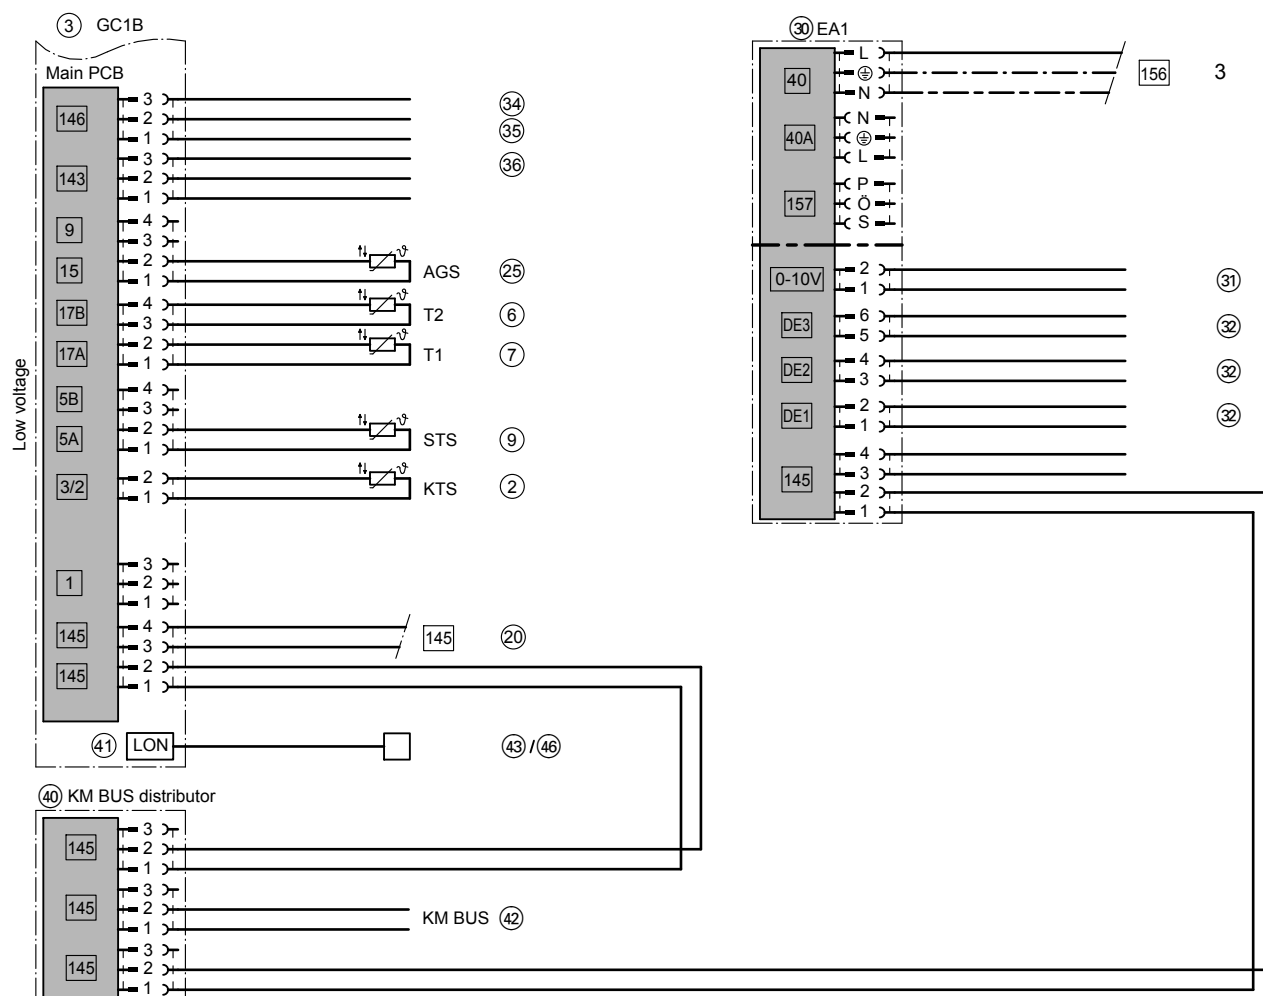 3 GC1B
Main PCB
Low voltage
146
3
2
1
34
35
143
3
2
1
36
9
4
3
15
2
1
ϑ
AGS 25
17B
4
3
ϑ
T2 6
17A
2
1
ϑ
T1 7
5B
4
3
5A
2
1
ϑ
STS 9
3/2
2
1
ϑ
KTS 2
1
3
2
1
145
4
3
145 20
145
2
1
41 LON 43 / 46
40 KM BUS distributor
145
3
2
1
145
3
2
1
KM BUS 42
145
3
2
1
30 EA1
40
L
N
156 3
40A
N
L
157
P
Ö
S
0-10V
2
1
31
DE3
6
5
32
DE2
4
3
32
DE1
2
1
32
145
4
3
2
1